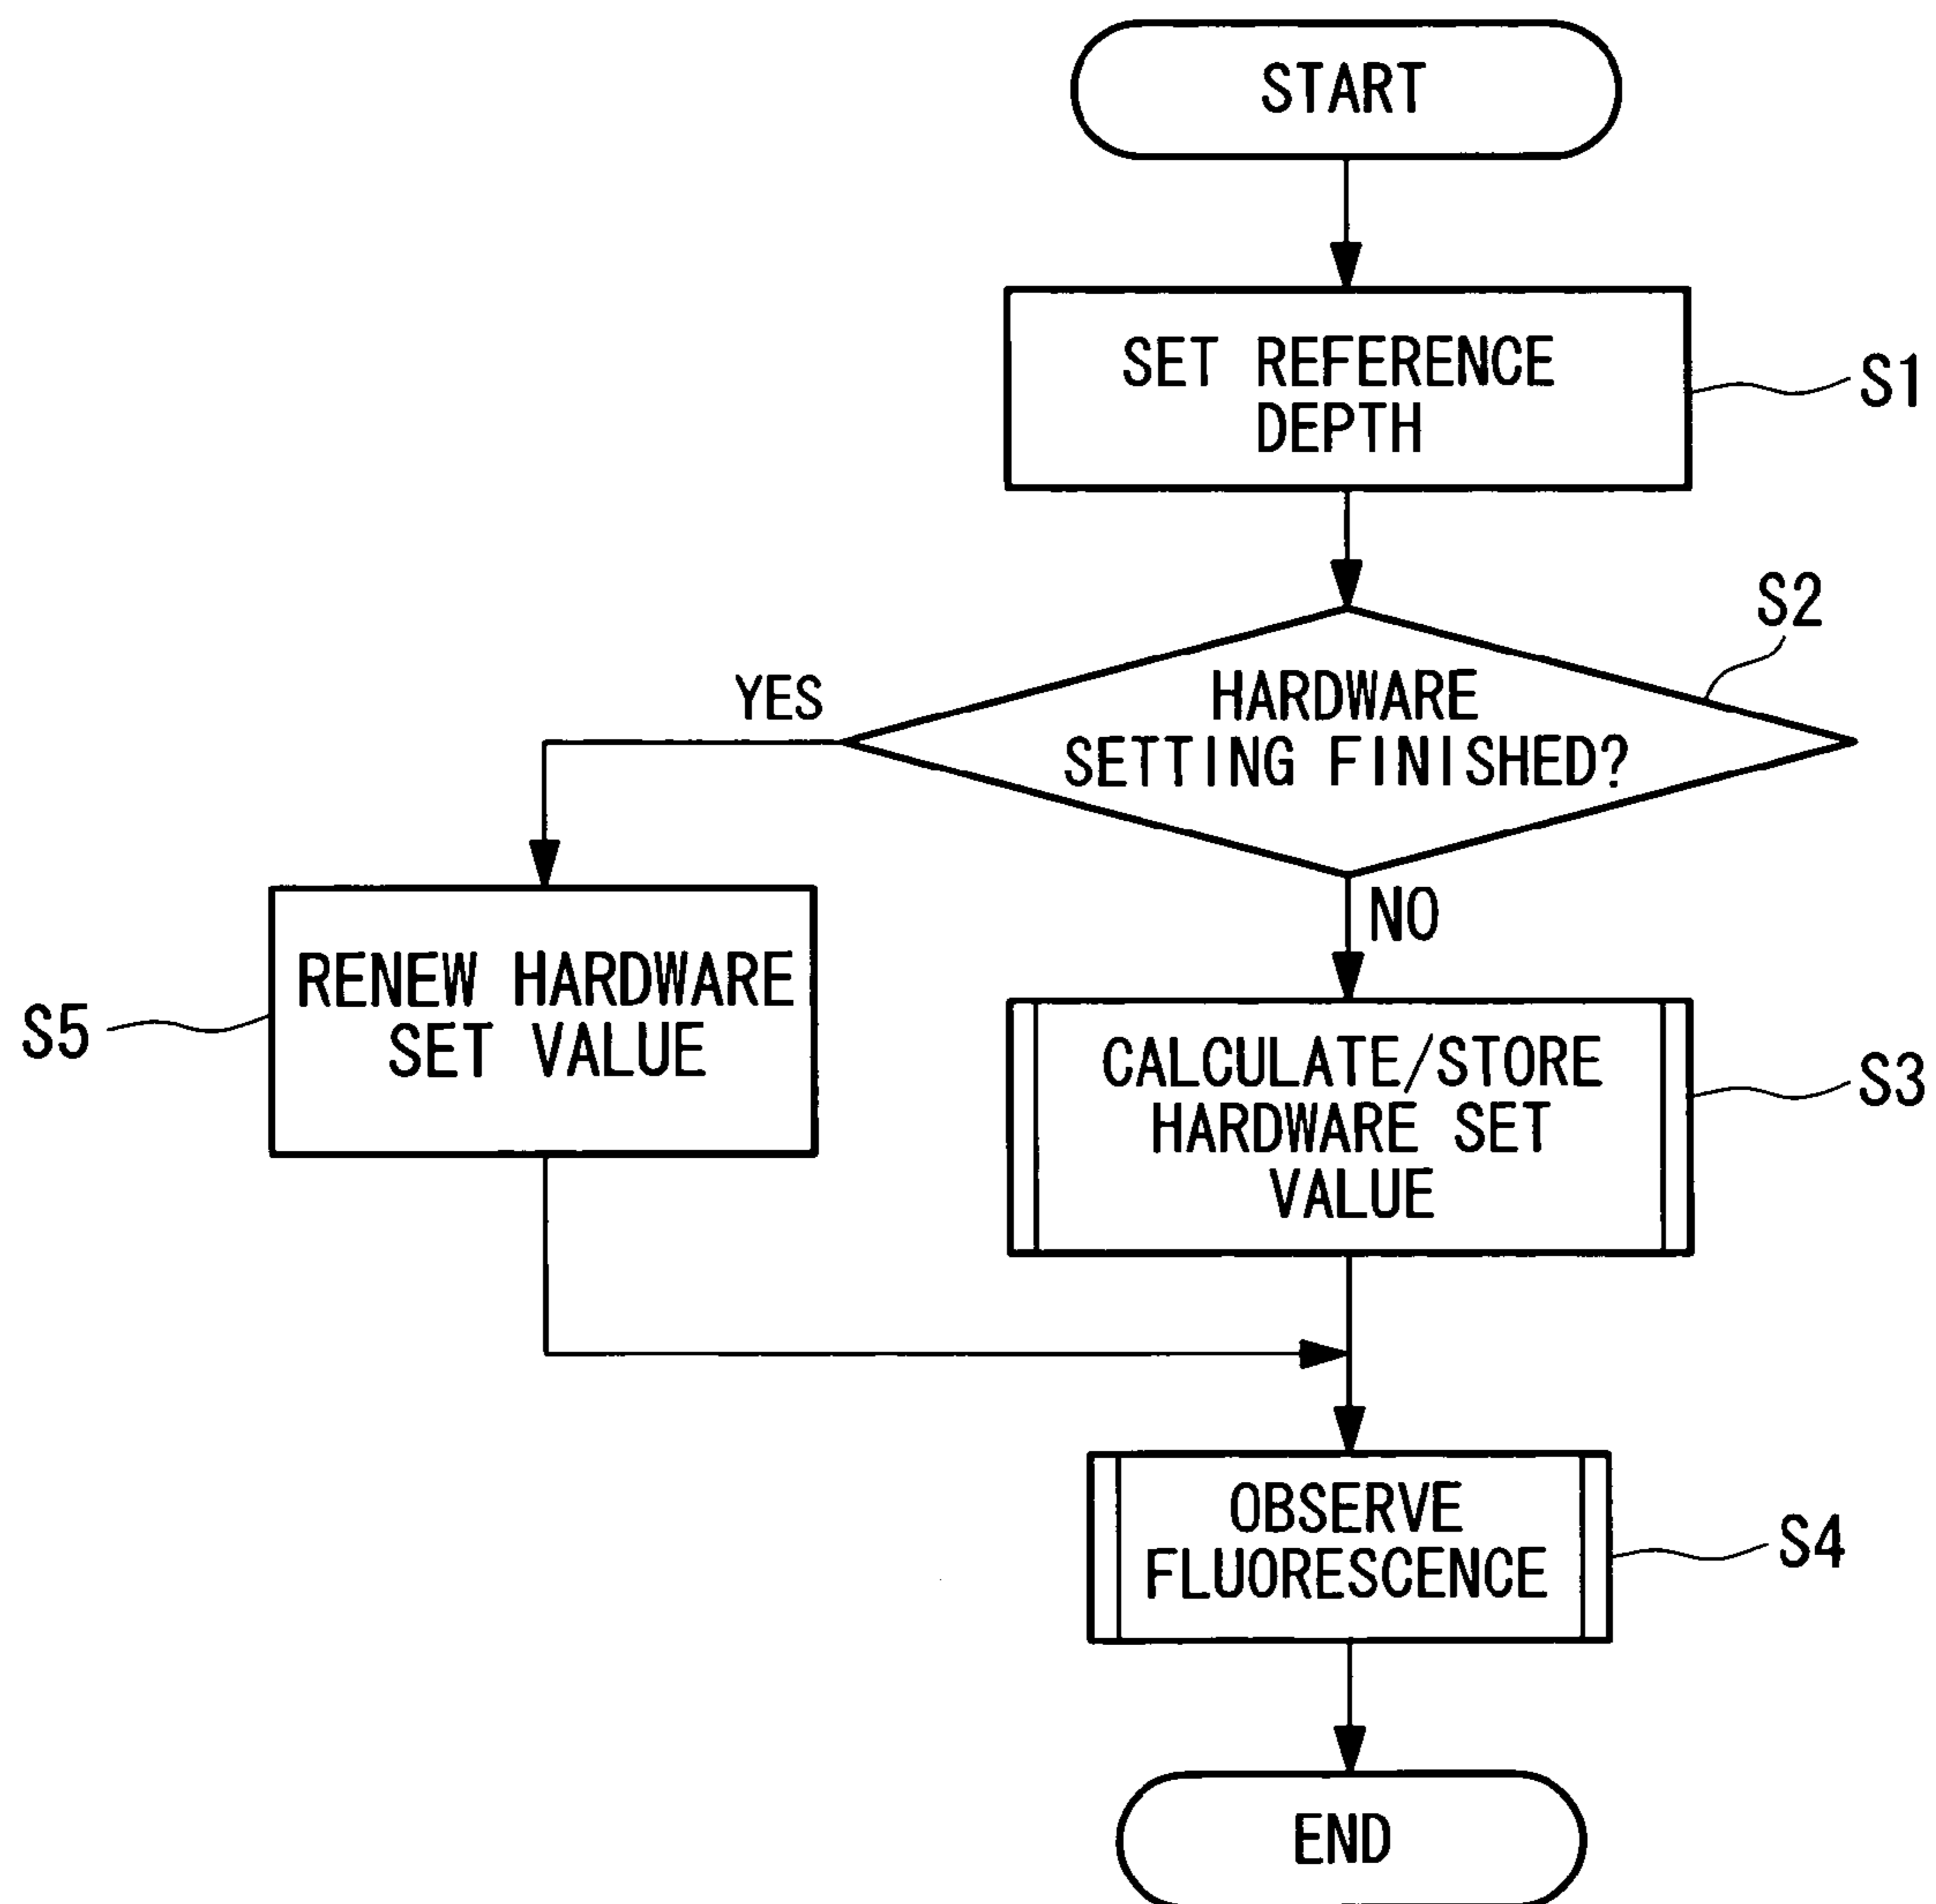 START
SET REFERENCE
DEPTH
S1
S2
HARDWARE
SETTING FINISHED?
YES
NO
RENEW HARDWARE
SET VALUE
S5
CALCULATE/STORE
HARDWARE SET
VALUE
S3
OBSERVE
FLUORESCENCE
S4
END